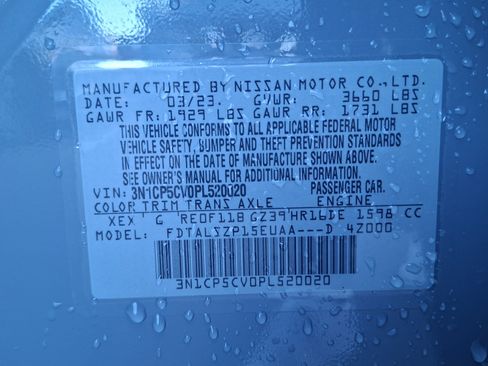 MANUFACTURED BY NISSAN MOTOR CO., LTD.
DATE: 03/23. GVWR: 3660 LBS
GAWR FR: 1929 LBS GAWR RR: 1731 LBS
THIS VEHICLE CONFORMS TO ALL APPLICABLE FEDERAL MOTOR
VEHICLE SAFETY, BUMPER AND THEFT PREVENTION STANDARDS
IN EFFECT ON THE DATE OF MANUFACTURE SHOWN ABOVE.
SEE OWNER'S MANUAL FOR ADDITIONAL INFORMATION.
VIN: 3N1CP5CV0PL520020 PASSENGER CAR.
COLOR TRIM TRANS AXLE ENGINE
XEX G RE0F11B GZ39 HR16DE 1598 CC
MODEL: FDTALZZP15EUAA---D 4Z000
3N1CP5CV0PL520020